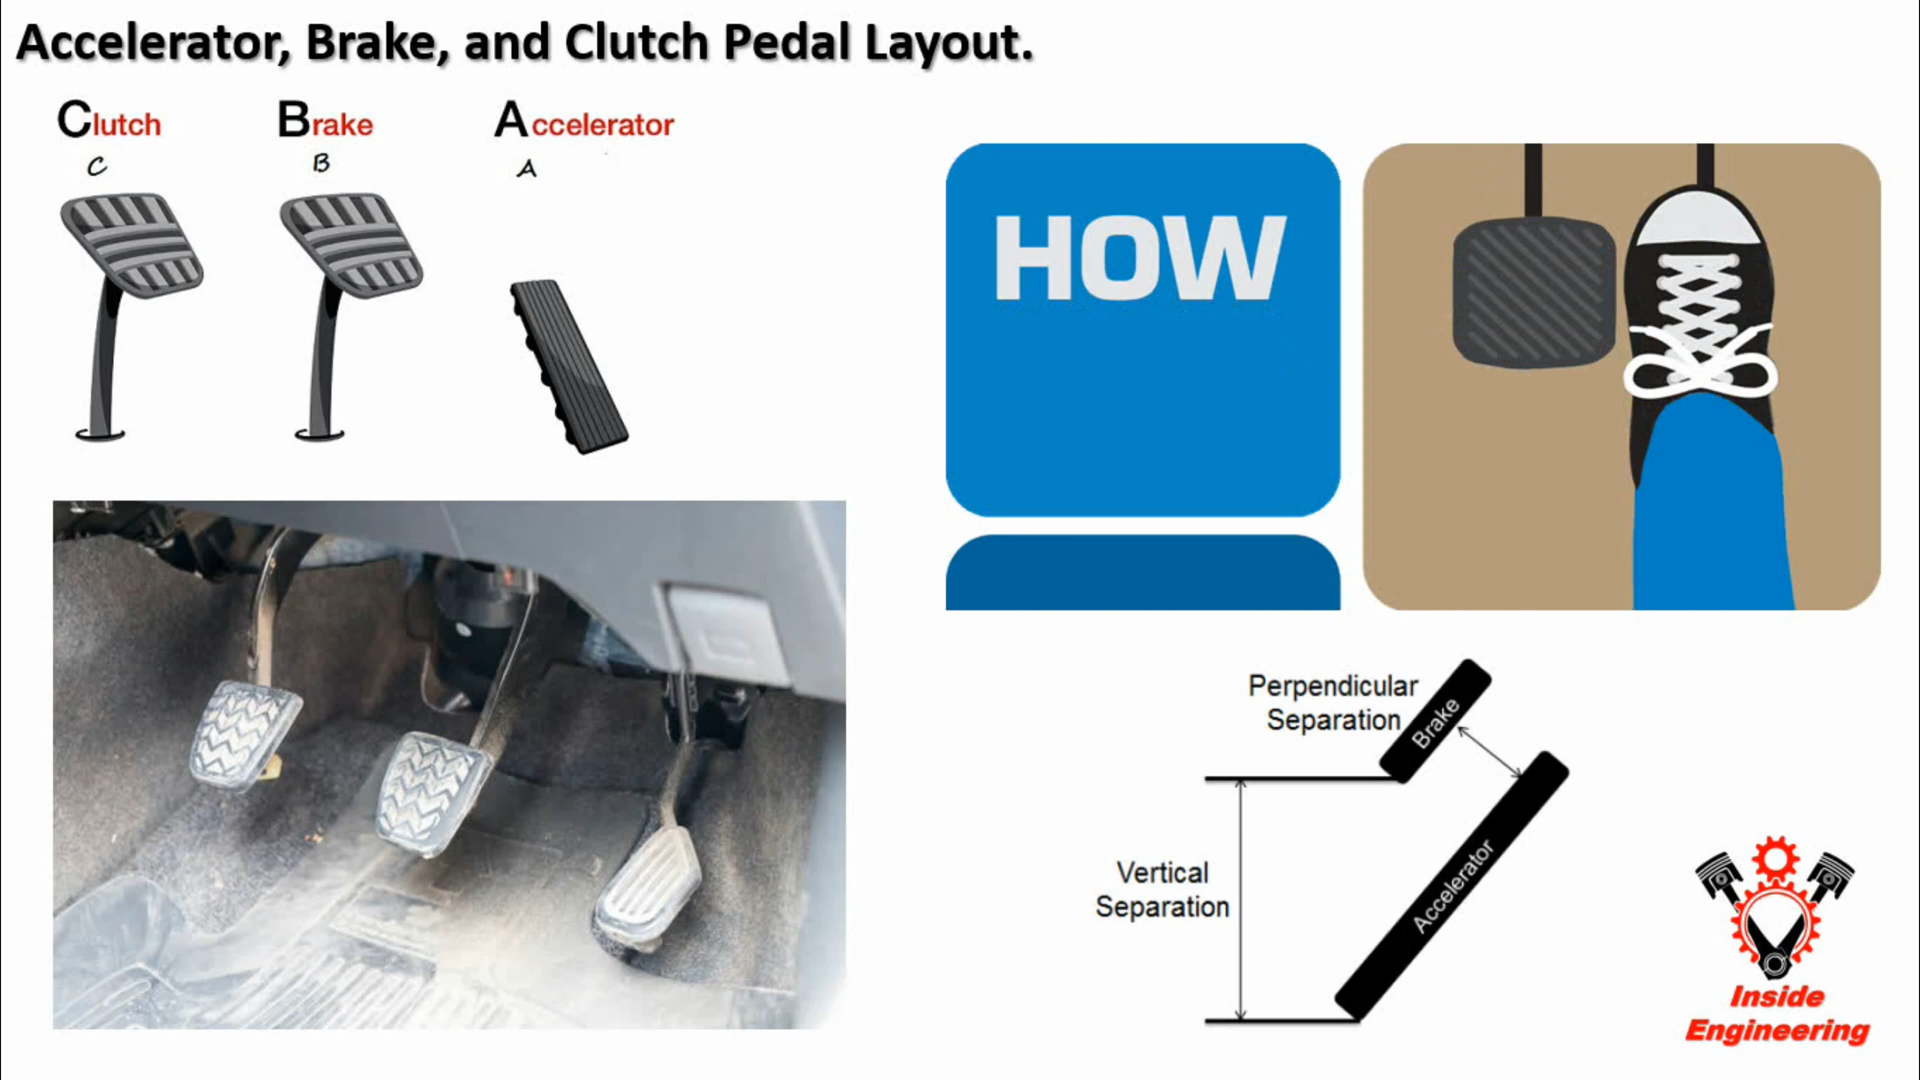 Accelerator, Brake, and Clutch Pedal Layout.
Clutch Brake Accelerator
C B A
HOW
Perpendicular
Separation
Brake
Vertical
Separation
Accelerator
Inside
Engineering